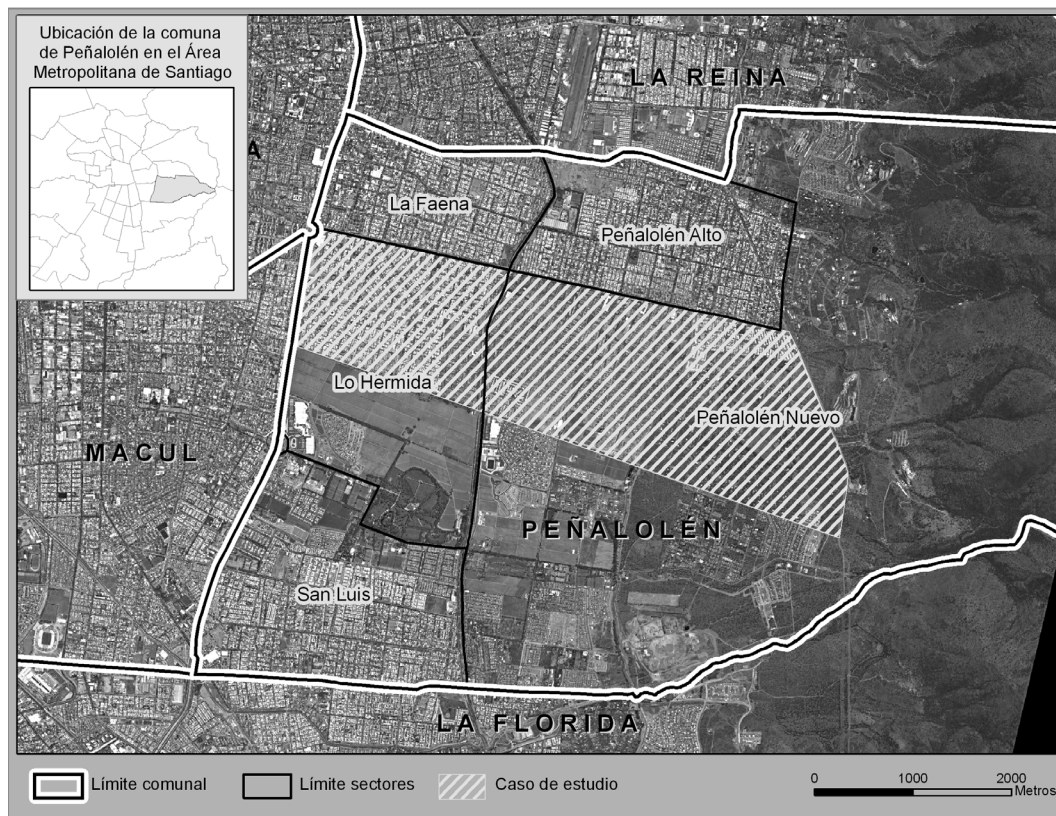 Ubicación de la comuna
de Peñalolén en el Área
Metropolitana de Santiago
LA REINA
A
La Faena
Peñalolén Alto
Lo Hermida
Peñalolén Nuevo
MACUL
PEÑALOLÉN
San Luis
LA FLORIDA
Límite comunal
Límite sectores
Caso de estudio
0 1000 2000
Metros